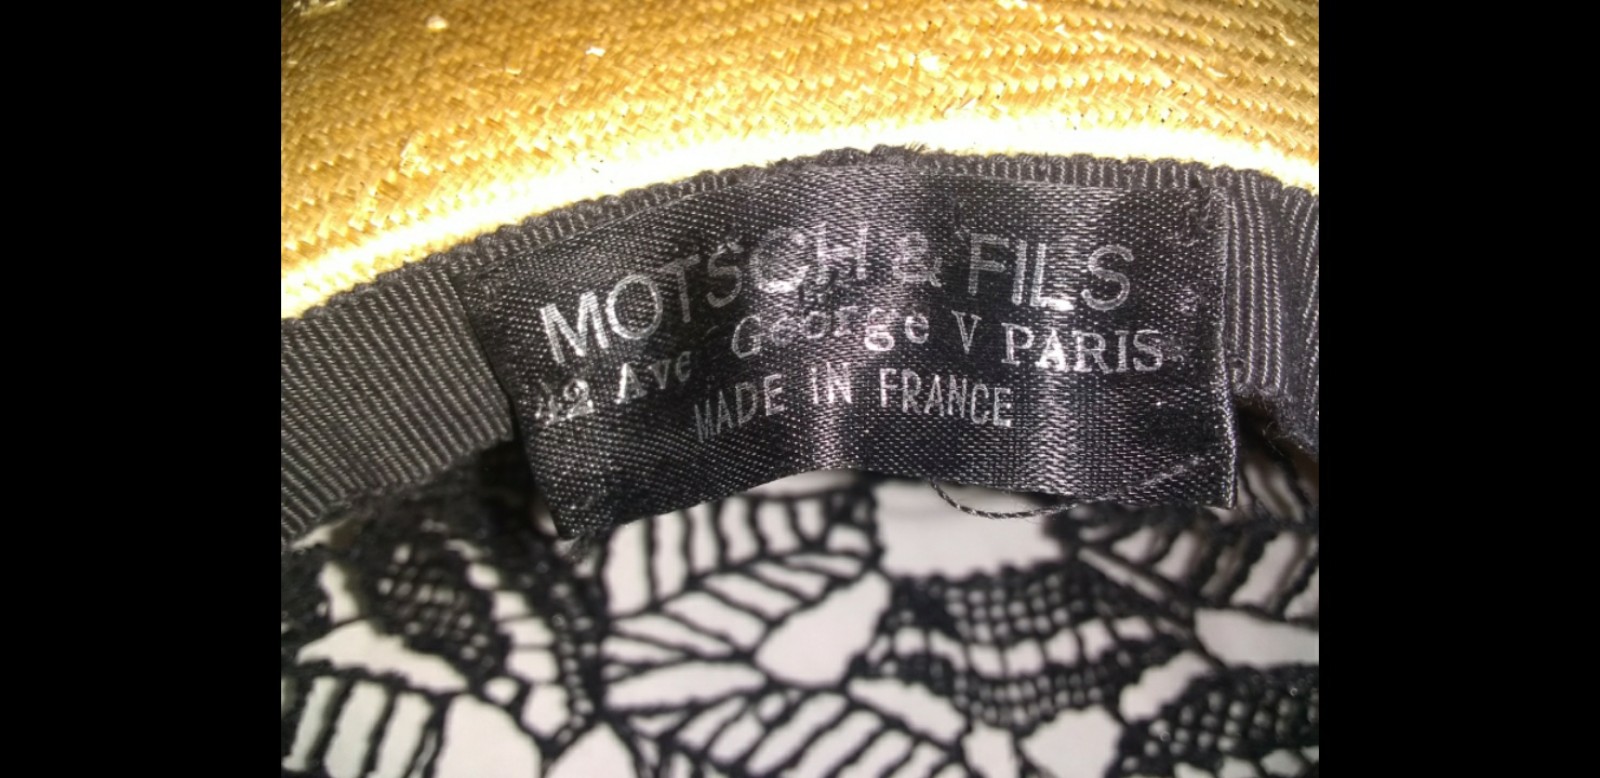 MOTSCH & FILS
42 Ave George V PARIS
MADE IN FRANCE